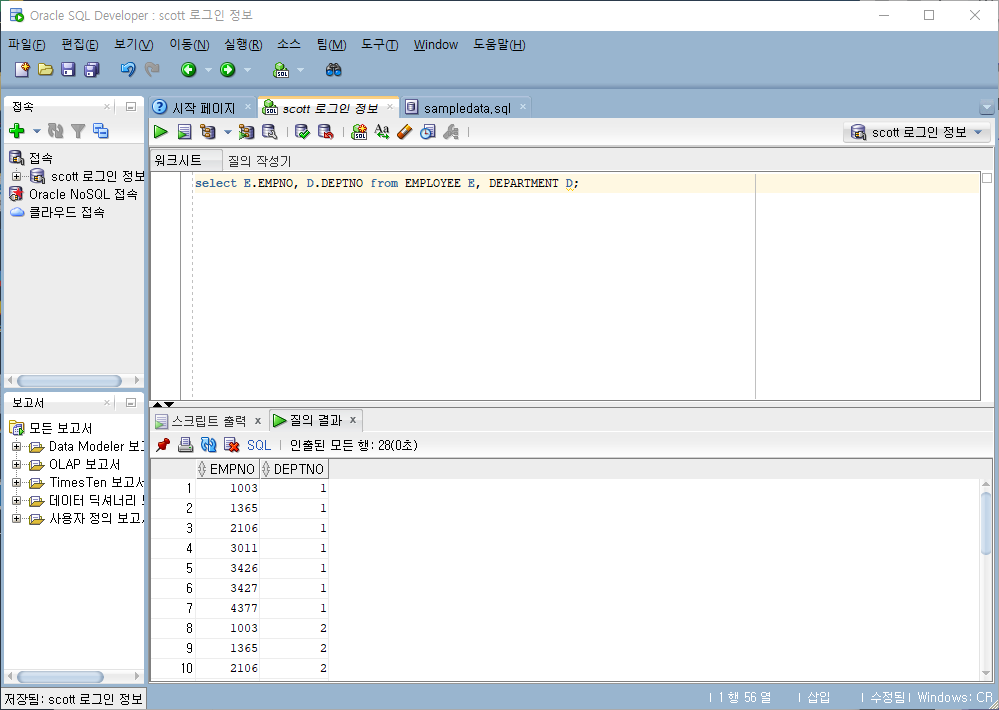 Oracle SQL Developer : scott 로그인 정보
파일(F) 편집(E) 보기(V) 이동(N) 실행(R) 소스 팀(M) 도구(T) Window 도움말(H)
접속
시작 페이지 scott 로그인 정보 sampledata.sql
scott 로그인 정보
접속
scott 로그인 정보
Oracle NoSQL 접속
클라우드 접속
워크시트 질의 작성기
select E.EMPNO, D.DEPTNO from EMPLOYEE E, DEPARTMENT D;
보고서
모든 보고서
Data Modeler 보고
OLAP 보고서
TimesTen 보고서
데이터 딕셔너리
사용자 정의 보고서
스크립트 출력 x 질의 결과 x
SQL | 인출된 모든 행: 28(0초)
EMPNO DEPTNO
1 1003 1
2 1365 1
3 2106 1
4 3011 1
5 3426 1
6 3427 1
7 4377 1
8 1003 2
9 1365 2
10 2106 2
저장됨: scott 로그인 정보
| 1 행 56 열 | 삽입 | 수정됨 | Windows: CR